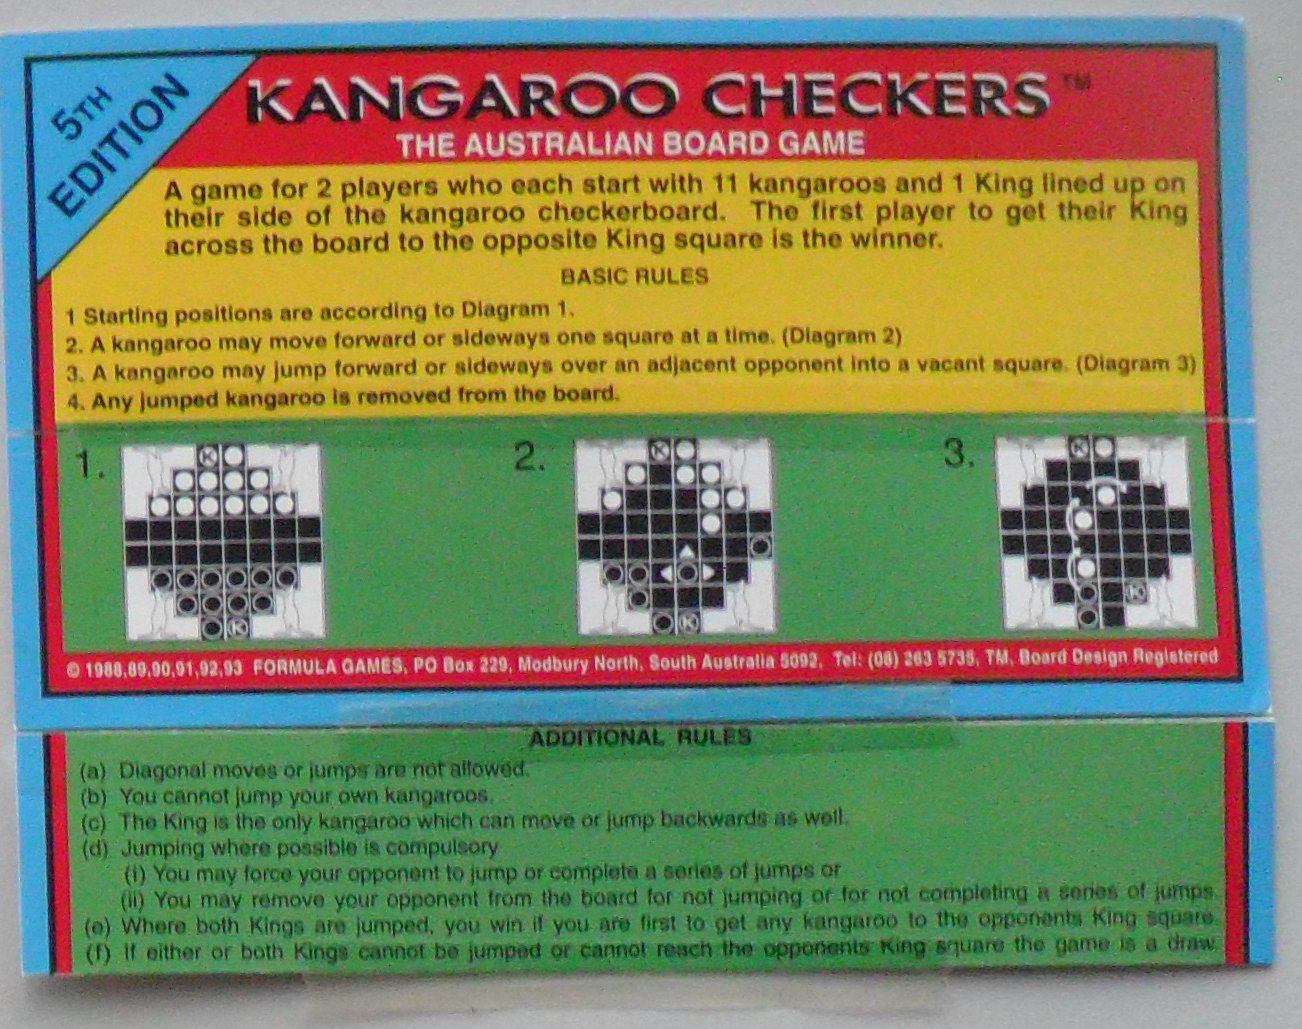 5TH
EDITION
KANGAROO CHECKERS™
THE AUSTRALIAN BOARD GAME
A game for 2 players who each start with 11 kangaroos and 1 King lined up on
their side of the kangaroo checkerboard. The first player to get their King
across the board to the opposite King square is the winner.
BASIC RULES
1 Starting positions are according to Diagram 1.
2. A kangaroo may move forward or sideways one square at a time. (Diagram 2)
3. A kangaroo may jump forward or sideways over an adjacent opponent into a vacant square. (Diagram 3)
4. Any jumped kangaroo is removed from the board.
1.
K
K
2.
K
K
3.
K
K
© 1988,89,90,91,92,93 FORMULA GAMES, PO Box 229, Modbury North, South Australia 5092, Tel: (08) 263 5735, TM, Board Design Registered
ADDITIONAL RULES
(a) Diagonal moves or jumps are not allowed.
(b) You cannot jump your own kangaroos.
(c) The King is the only kangaroo which can move or jump backwards as well.
(d) Jumping where possible is compulsory
(i) You may force your opponent to jump or complete a series of jumps or
(ii) You may remove your opponent from the board for not jumping or for not completing a series of jumps.
(e) Where both Kings are jumped, you win if you are first to get any kangaroo to the opponents King square.
(f) If either or both Kings cannot be jumped or cannot reach the opponents King square the game is a draw.